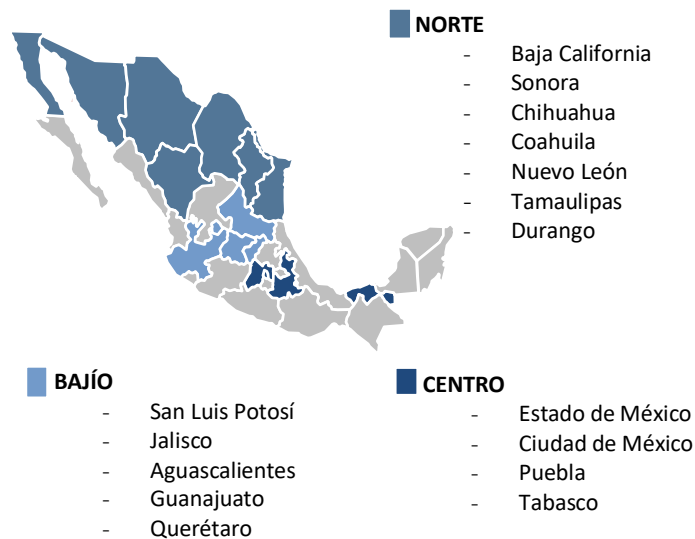 NORTE
- Baja California
- Sonora
- Chihuahua
- Coahuila
- Nuevo León
- Tamaulipas
- Durango
BAJÍO
- San Luis Potosí
- Jalisco
- Aguascalientes
- Guanajuato
- Querétaro
CENTRO
- Estado de México
- Ciudad de México
- Puebla
- Tabasco